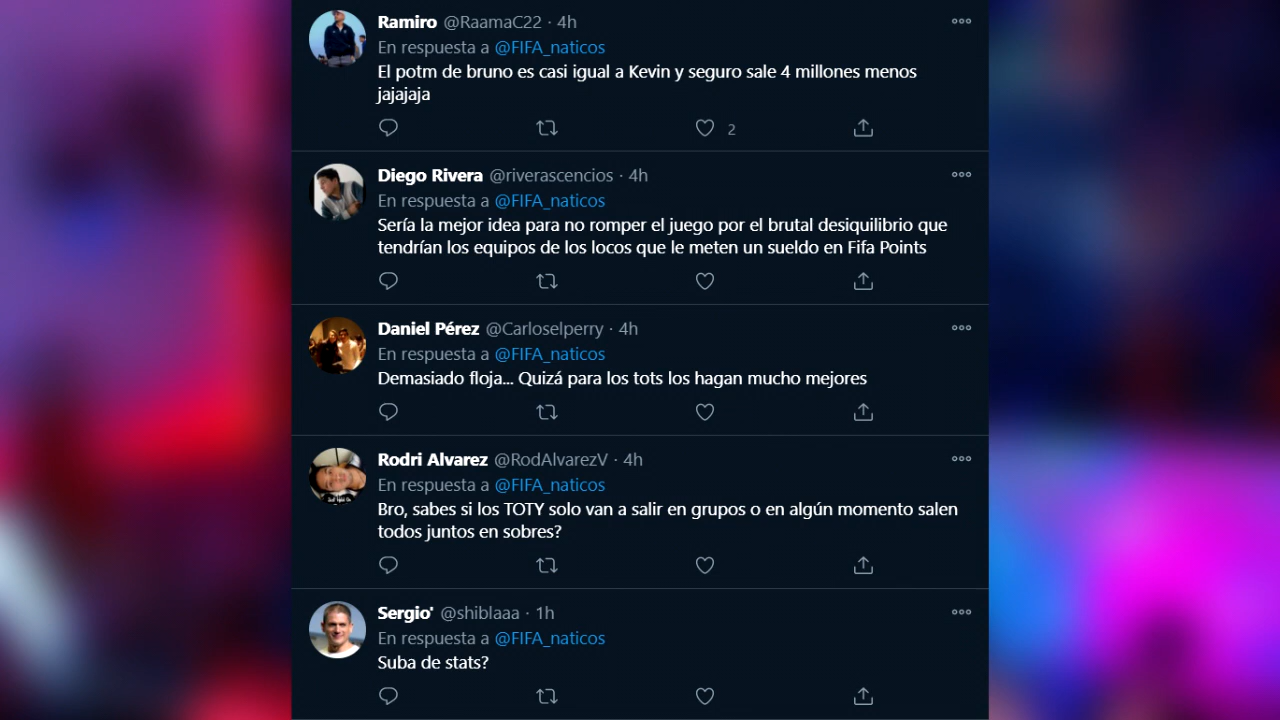 Ramiro @RaamaC22 · 4h
En respuesta a @FIFA_naticos
El potm de bruno es casi igual a Kevin y seguro sale 4 millones menos
jajajaja
2
Diego Rivera @riverascencios · 4h
En respuesta a @FIFA_naticos
Sería la mejor idea para no romper el juego por el brutal desiquilibrio que
tendrían los equipos de los locos que le meten un sueldo en Fifa Points
Daniel Pérez @Carloselperry · 4h
En respuesta a @FIFA_naticos
Demasiado floja... Quizá para los tots los hagan mucho mejores
Rodri Alvarez @RodAlvarezV · 4h
En respuesta a @FIFA_naticos
Bro, sabes si los TOTY solo van a salir en grupos o en algún momento salen
todos juntos en sobres?
Sergio' @shiblaaa · 1h
En respuesta a @FIFA_naticos
Suba de stats?